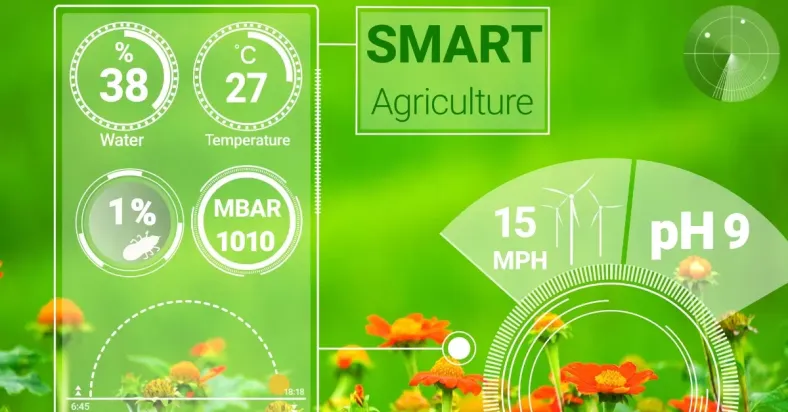 SMART
Agriculture
%
38
Water
°C
27
Temperature
1%
MBAR
1010
15
MPH
pH 9
6:45
18:18